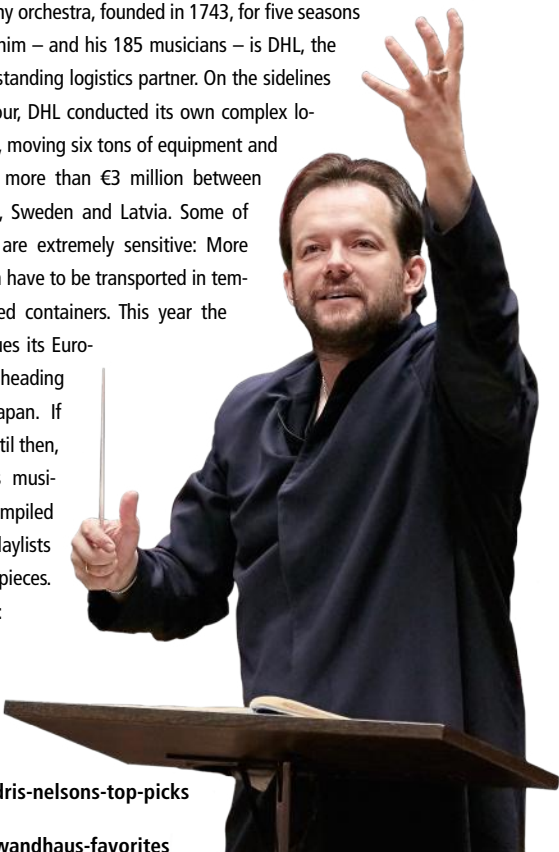 ny orchestra, founded in 1743, for five seasons
him – and his 185 musicians – is DHL, the
standing logistics partner. On the sidelines
our, DHL conducted its own complex lo-
, moving six tons of equipment and
more than €3 million between
, Sweden and Latvia. Some of
are extremely sensitive: More
n have to be transported in tem-
ed containers. This year the
ues its Euro-
heading
apan. If
til then,
s musi-
mpiled
laylists
pieces.
:
dris-nelsons-top-picks
wandhaus-favorites